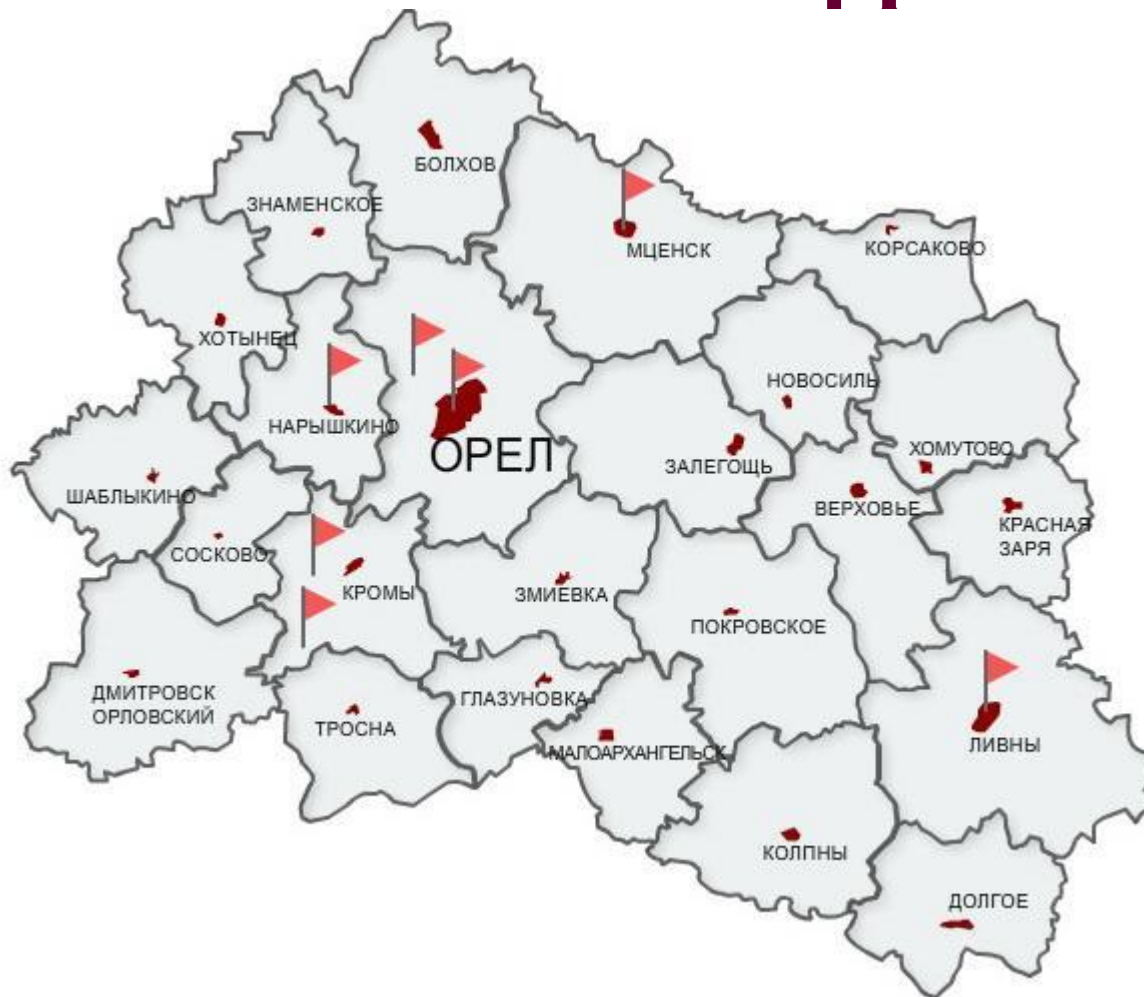 БОЛХОВ
ЗНАМЕНСКОЕ
МЦЕНСК
КОРСАКОВО
ХОТЫНЕЦ
НОВОСИЛЬ
НАРЫШКИНО
ОРЕЛ
ЗАЛЕГОЩЬ
ХОМУТОВО
ШАБЛЫКИНО
ВЕРХОВЬЕ
КРАСНАЯ
ЗАРЯ
СОСКОВО
КРОМЫ
ЗМИЕВКА
ПОКРОВСКОЕ
ДМИТРОВСК
ОРЛОВСКИЙ
ГЛАЗУНОВКА
ТРОСНА
МАЛОАРХАНГЕЛЬСК
ЛИВНЫ
КОЛПНЫ
ДОЛГОЕ